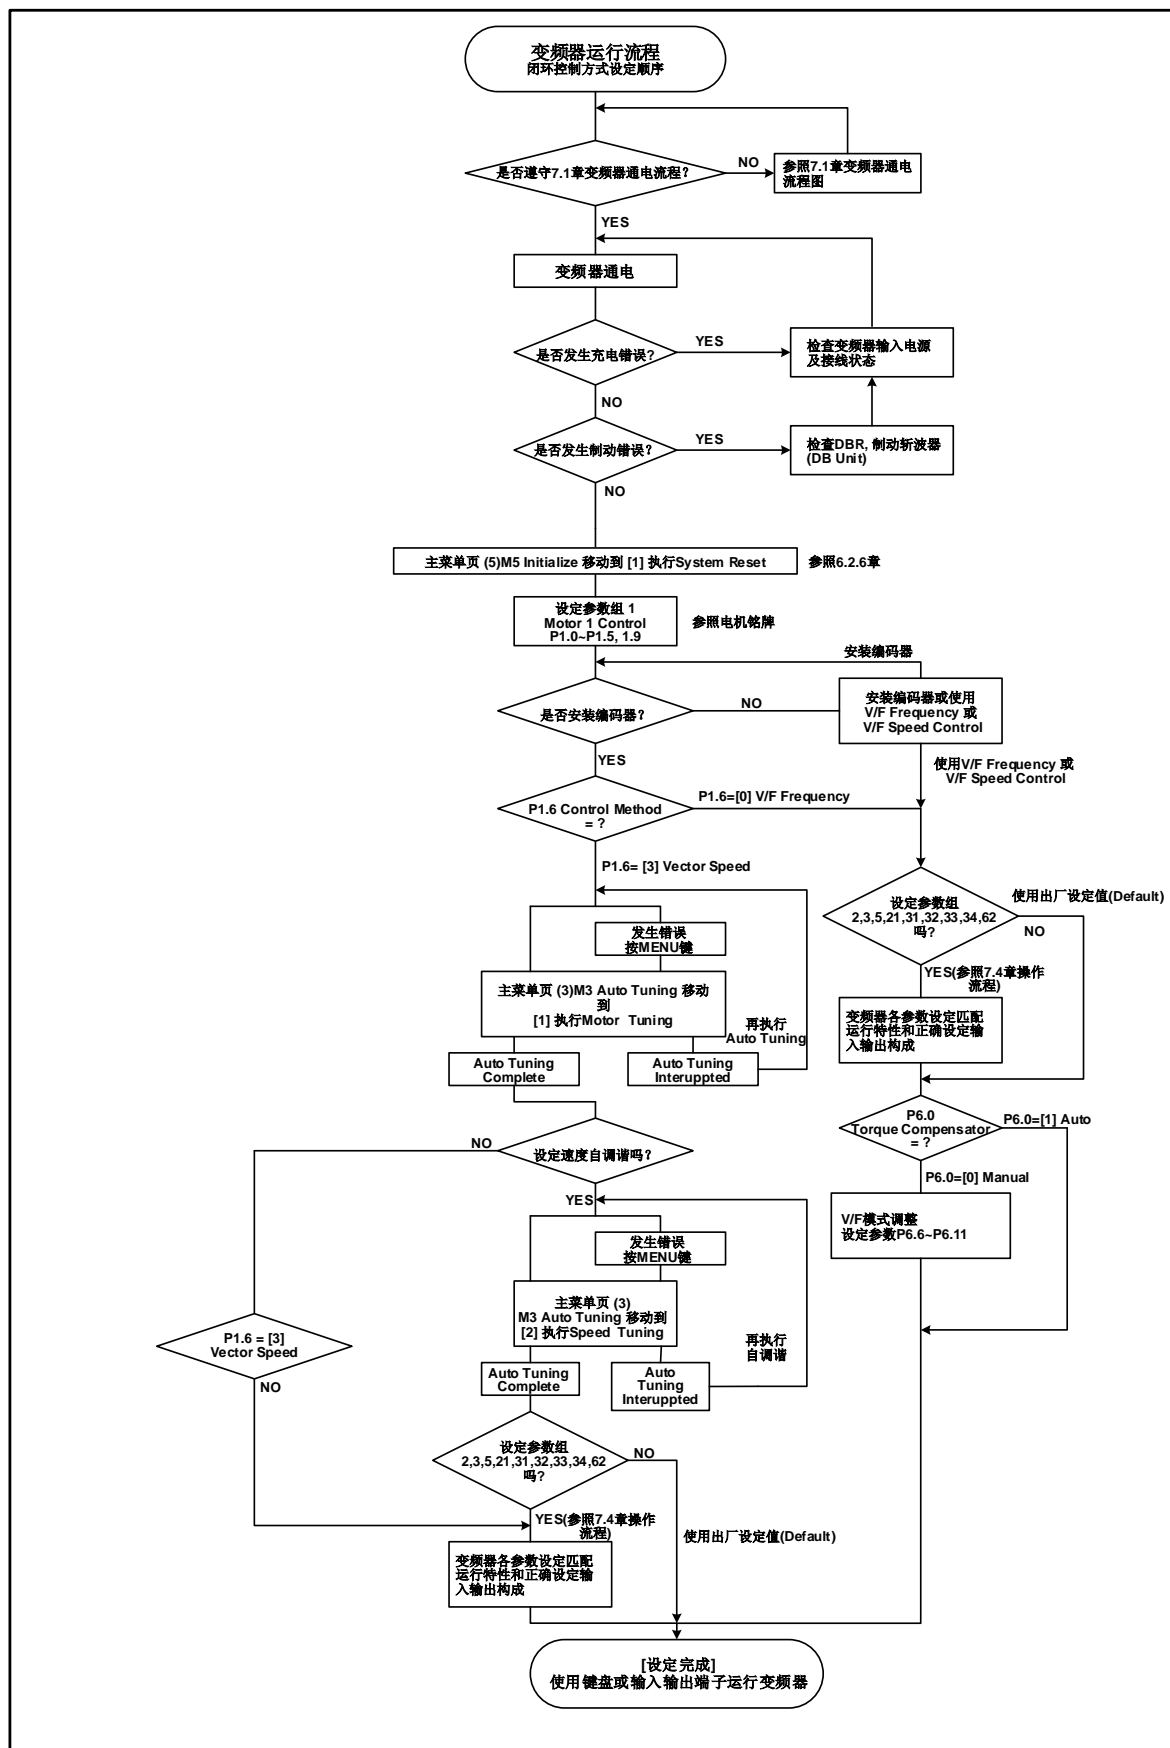 变频器运行流程
闭环控制方式设定顺序
是否遵守7.1章变频器通电流程?
NO
参照7.1章变频器通电
流程图
YES
变频器通电
是否发生充电错误?
YES
检查变频器输入电源
及接线状态
NO
是否发生制动错误?
YES
检查DBR, 制动斩波器
(DB Unit)
NO
主菜单页 (5)M5 Initialize 移动到 [1] 执行System Reset
参照6.2.6章
设定参数组 1
Motor 1 Control
P1.0~P1.5, 1.9
参照电机铭牌
安装编码器
是否安装编码器?
NO
安装编码器或使用
V/F Frequency 或
V/F Speed Control
YES
使用V/F Frequency 或
V/F Speed Control
P1.6=[0] V/F Frequency
P1.6 Control Method
= ?
P1.6= [3] Vector Speed
设定参数组
2,3,5,21,31,32,33,34,62
吗?
使用出厂设定值(Default)
NO
发生错误
按MENU键
YES(参照7.4章操作
流程)
主菜单页 (3)M3 Auto Tuning 移动
到
[1] 执行Motor Tuning
再执行
Auto Tuning
变频器各参数设定匹配
运行特性和正确设定输
入输出构成
Auto Tuning
Complete
Auto Tuning
Interuppted
P6.0
Torque Compensator
= ?
P6.0=[1] Auto
NO
设定速度自调谐吗?
P6.0=[0] Manual
YES
V/F模式调整
设定参数P6.6~P6.11
发生错误
按MENU键
主菜单页 (3)
M3 Auto Tuning 移动到
[2] 执行Speed Tuning
再执行
自调谐
P1.6 = [3]
Vector Speed
NO
Auto Tuning
Complete
Auto
Tuning
Interuppted
设定参数组
2,3,5,21,31,32,33,34,62
吗?
NO
YES(参照7.4章操作
流程)
使用出厂设定值(Default)
变频器各参数设定匹配
运行特性和正确设定输
入输出构成
[设定完成]
使用键盘或输入输出端子运行变频器